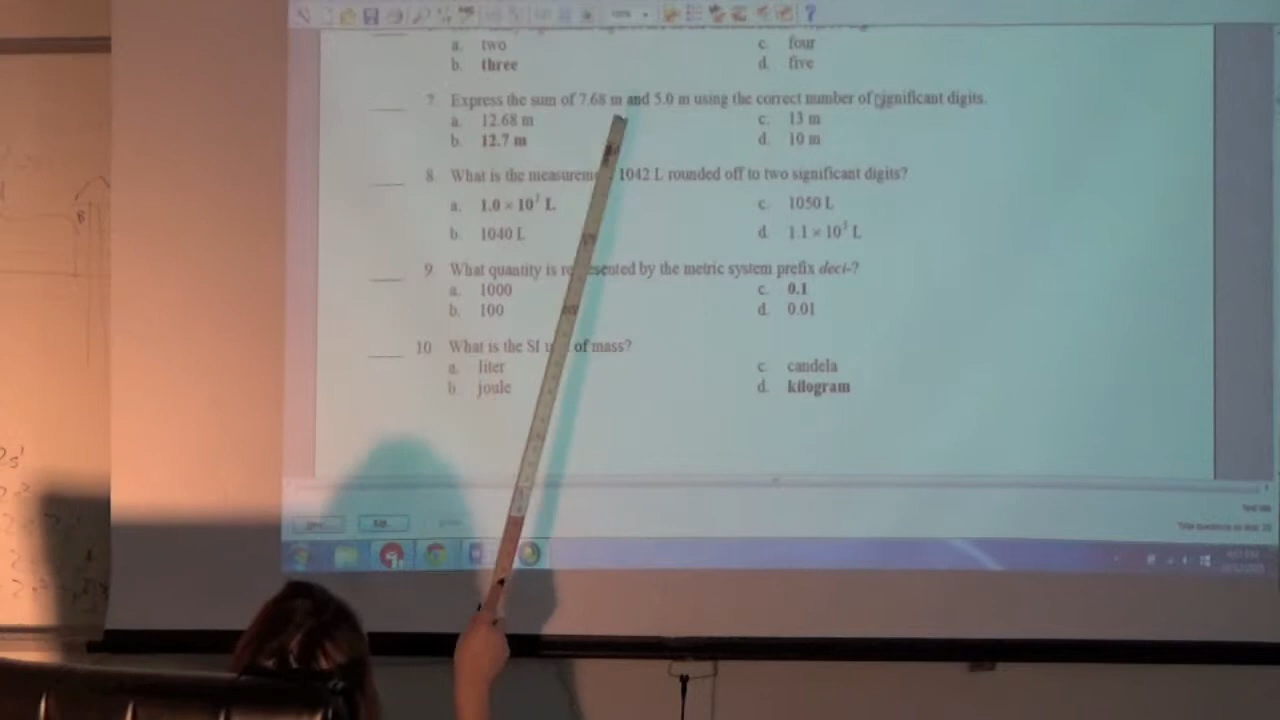 a. two c. four
b. three d. five
7. Express the sum of 7.68 m and 5.0 m using the correct number of significant digits.
a. 12.68 m c. 13 m
b. 12.7 m d. 10 m
8. What is the 1042 L rounded off to two significant digits?
a. 1.0 × 10³ L c. 1050 L
b. 1040 L d. 1.1 × 10³ L
9. What quantity is by the metric system prefix deci-?
a. 1000 c. 0.1
b. 100 d. 0.01
10. What is the SI of mass?
a. liter c. candela
b. joule d. kilogram